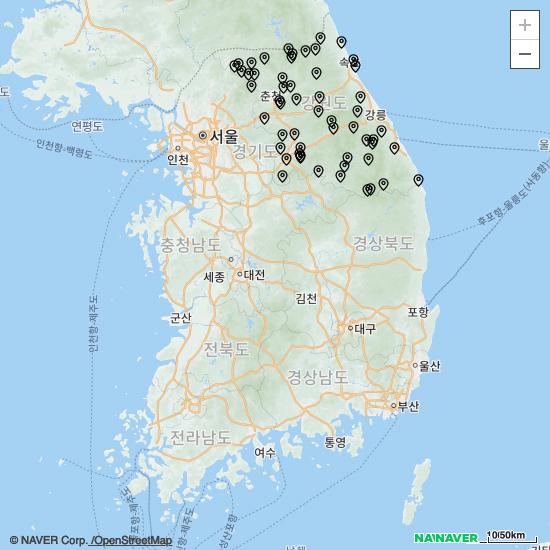 +
−
속
춘천
강원도
강릉
연평도
서울
인천항-백령도
인천
경기도
울
후포항-울릉도(사동항)
충청남도
경상북도
세종
대전
인천항-제주도
김천
군산
포항
대구
전북도
울산
경상남도
부산
전라남도
통영
여수
© NAVER Corp. /OpenStreetMap
NAVER
10/50km